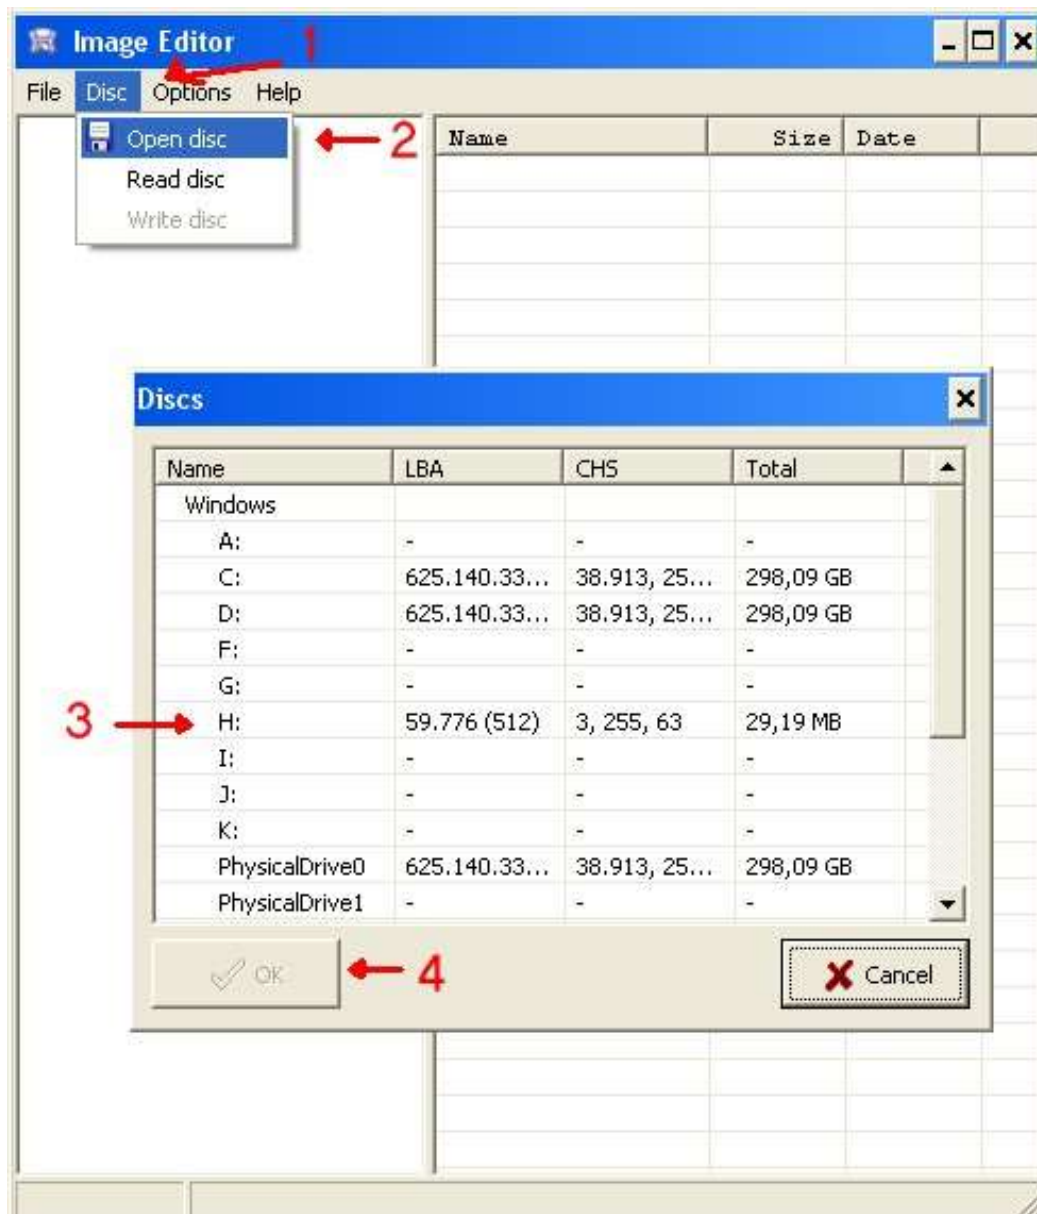 Image Editor
1
File Disc Options Help
Open disc
2
Read disc
Write disc
Name Size Date
Discs
Name LBA CHS Total
Windows
A: - - -
C: 625.140.33... 38.913, 25... 298,09 GB
D: 625.140.33... 38.913, 25... 298,09 GB
F: - - -
G: - - -
3
H: 59.776 (512) 3, 255, 63 29,19 MB
I: - - -
J: - - -
K: - - -
PhysicalDrive0 625.140.33... 38.913, 25... 298,09 GB
PhysicalDrive1 - - -
OK
4
Cancel